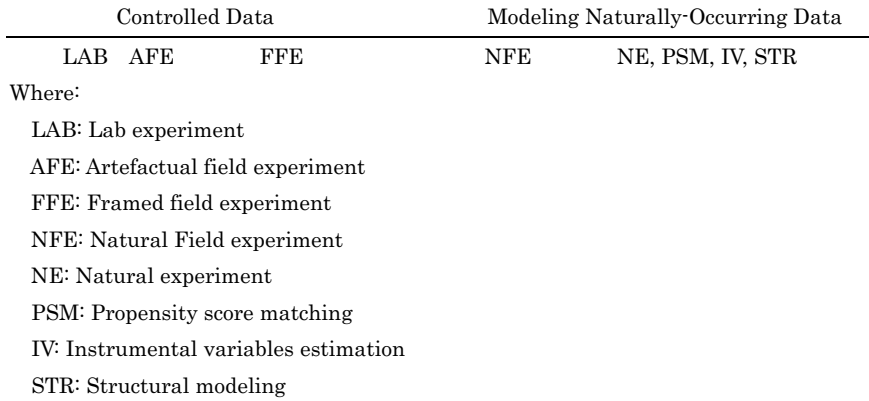 Controlled Data Modeling Naturally-Occurring Data
LAB AFE FFE NFE NE, PSM, IV, STR
Where:
LAB: Lab experiment
AFE: Artefactual field experiment
FFE: Framed field experiment
NFE: Natural Field experiment
NE: Natural experiment
PSM: Propensity score matching
IV: Instrumental variables estimation
STR: Structural modeling